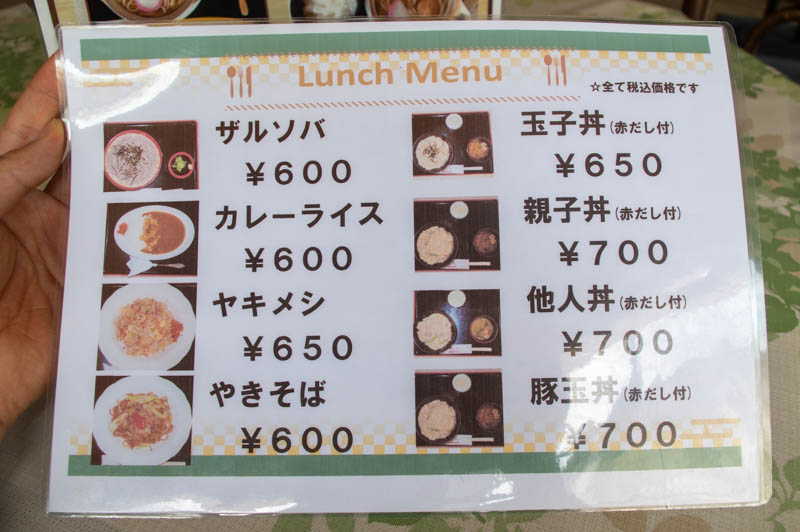 Lunch Menu
☆全て税込価格です
ザルソバ
￥600
カレーライス
￥600
ヤキメシ
￥650
やきそば
￥600
玉子丼(赤だし付)
￥650
親子丼(赤だし付)
￥700
他人丼(赤だし付)
￥700
豚玉丼(赤だし付)
￥700